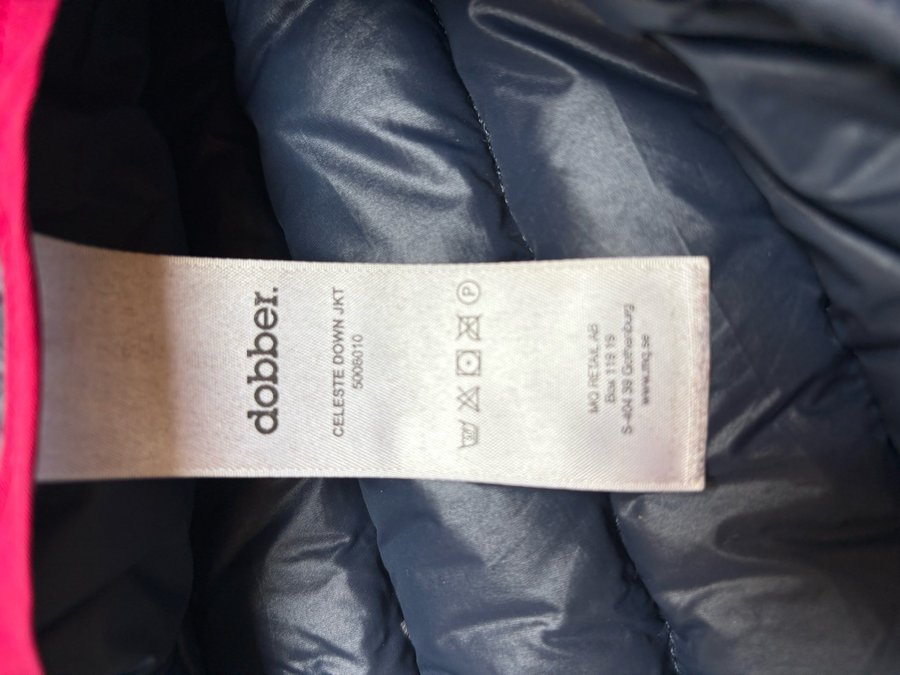 dobber.
CELESTE DOWN JKT
5008010
P
MQ RETAIL AB
Box 119 19
S-404 39 Gothenburg
www.mq.se